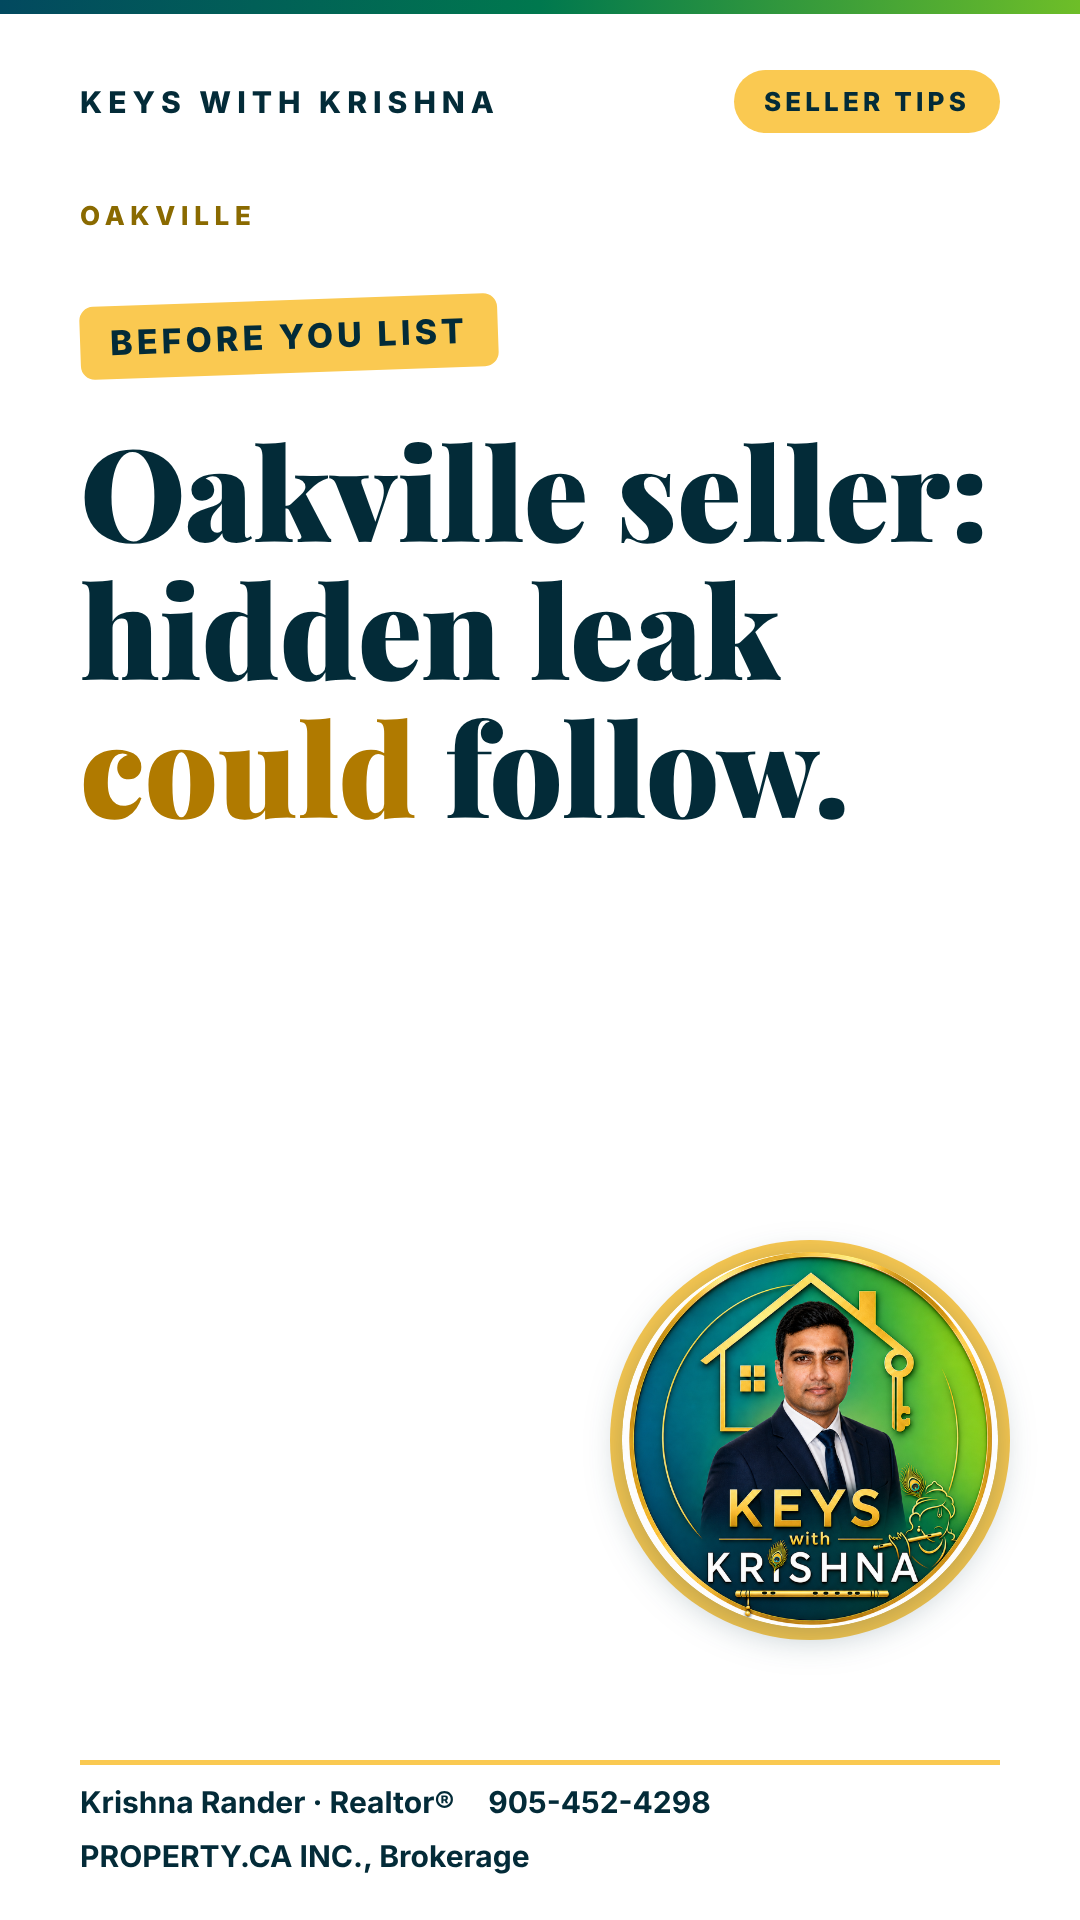 KEYS WITH KRISHNA
SELLER TIPS
OAKVILLE
BEFORE YOU LIST
Oakville seller:
hidden leak
could follow.
KEYS
with
KRISHNA
Krishna Rander · Realtor® 905-452-4298
PROPERTY.CA INC., Brokerage